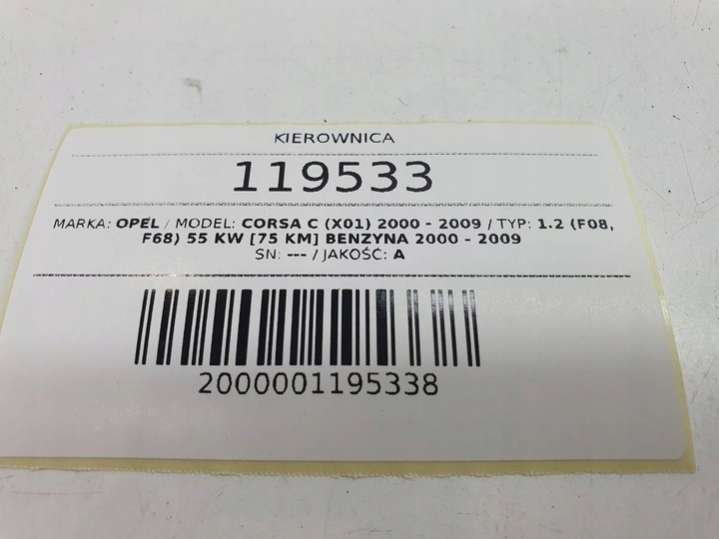 KIEROWNICA
119533
MARKA: OPEL / MODEL: CORSA C (X01) 2000 - 2009 / TYP: 1.2 (F08,
F68) 55 KW [75 KM] BENZYNA 2000 - 2009
SN: --- / JAKOŚĆ: A
2000001195338